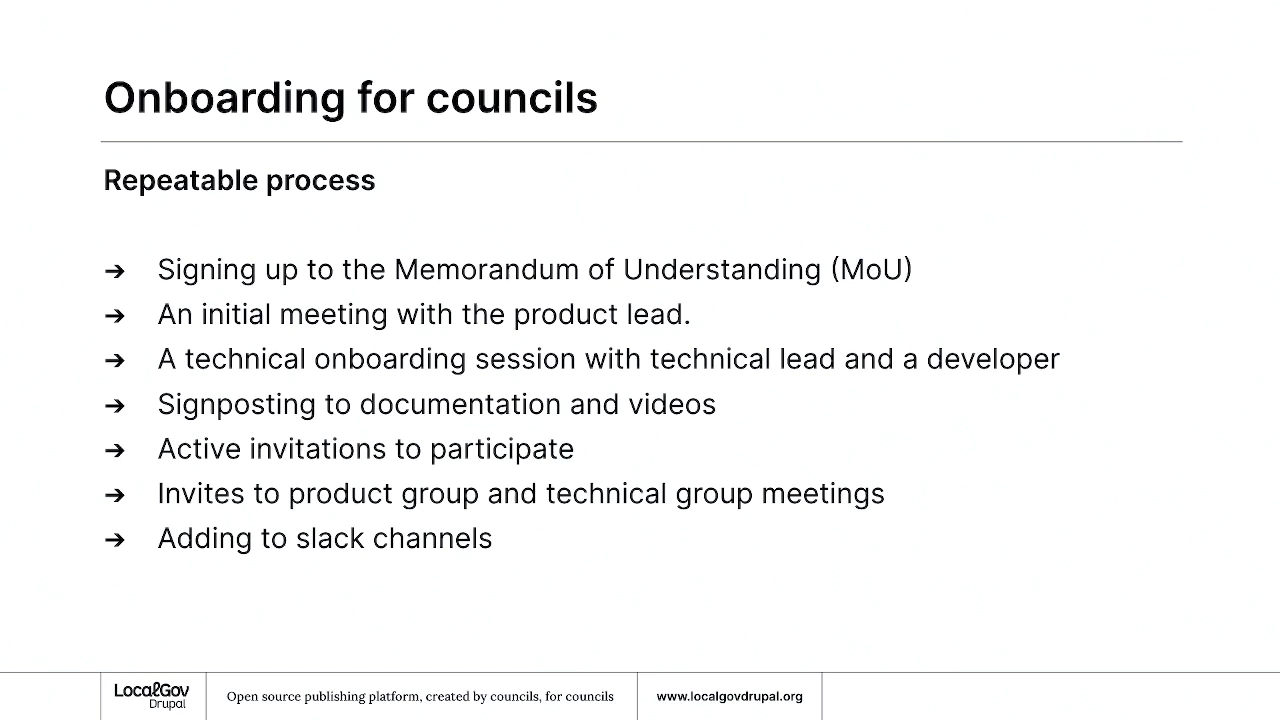 Onboarding for councils
Repeatable process
➔ Signing up to the Memorandum of Understanding (MoU)
➔ An initial meeting with the product lead.
➔ A technical onboarding session with technical lead and a developer
➔ Signposting to documentation and videos
➔ Active invitations to participate
➔ Invites to product group and technical group meetings
➔ Adding to slack channels
LocalGov
Drupal
Open source publishing platform, created by councils, for councils
www.localgovdrupal.org